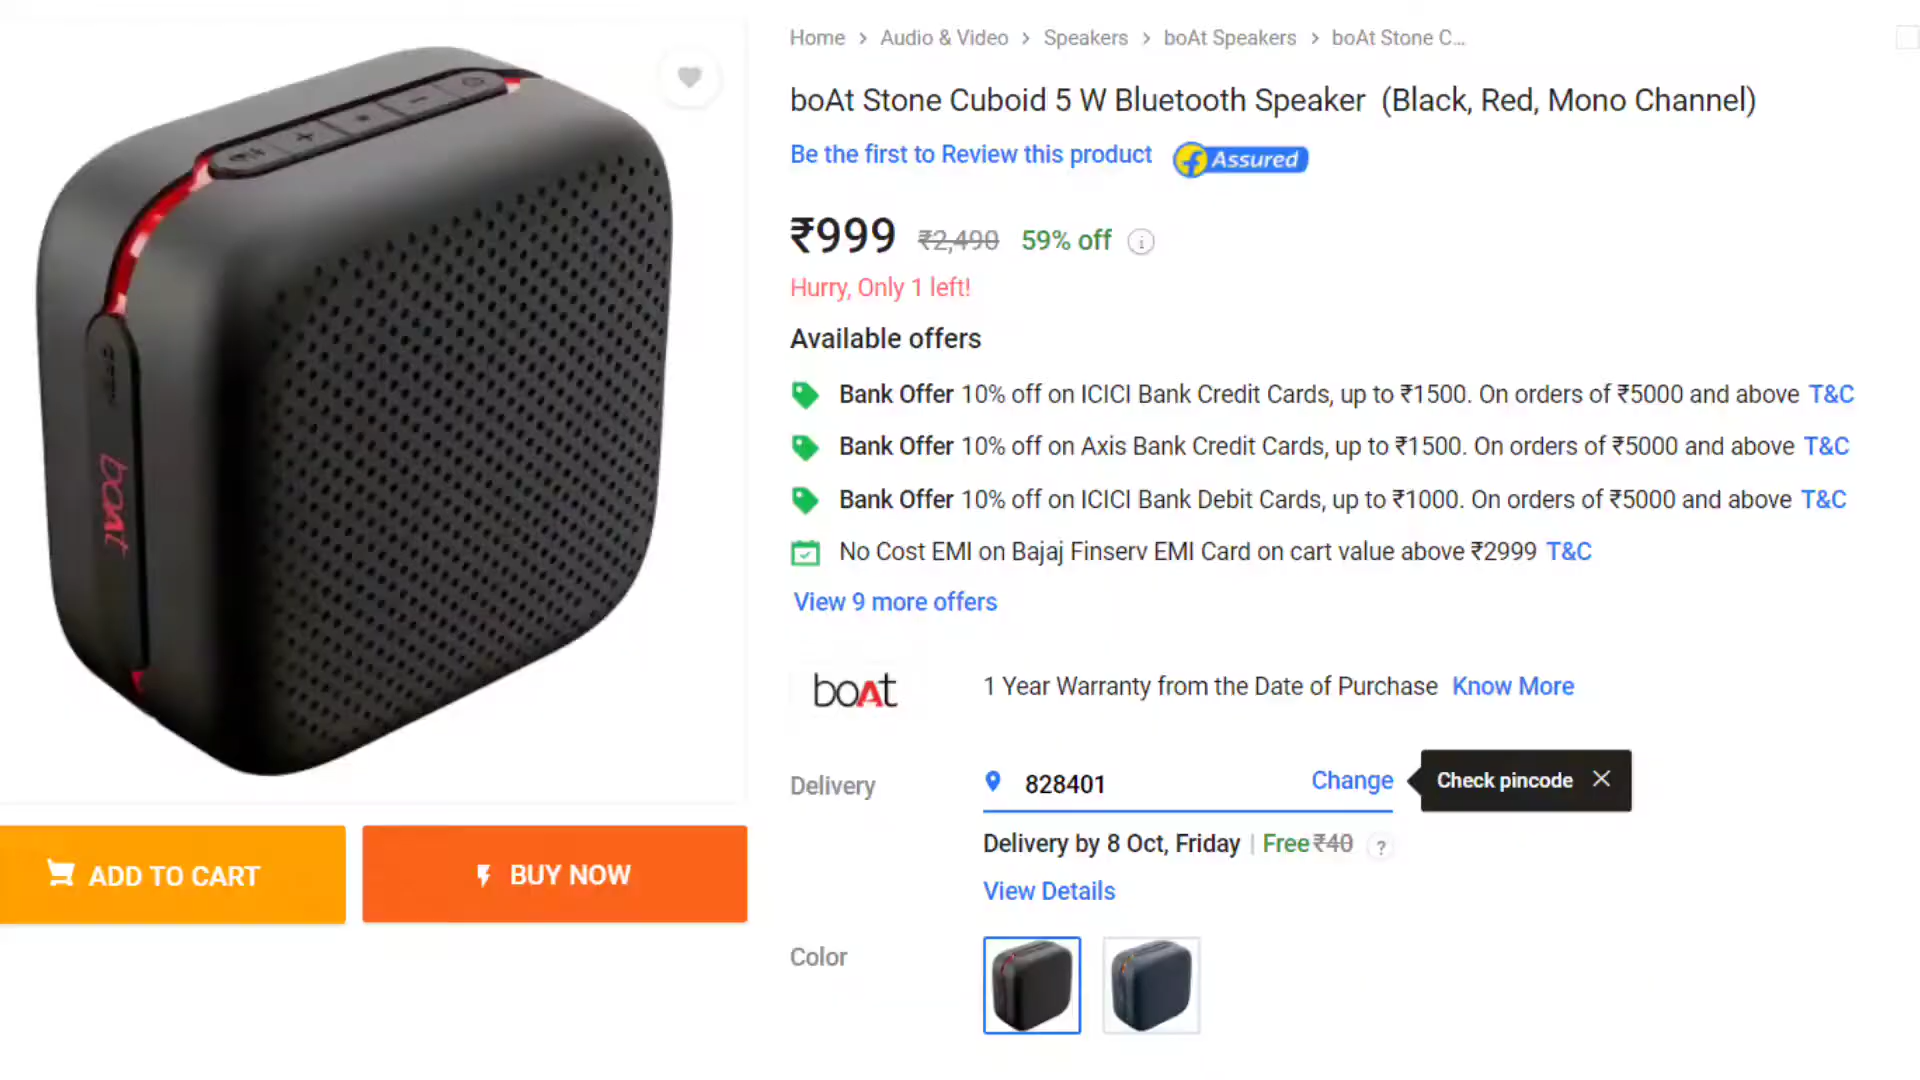 Home > Audio & Video > Speakers > boAt Speakers > boAt Stone C...
boAt Stone Cuboid 5 W Bluetooth Speaker (Black, Red, Mono Channel)
Be the first to Review this product
Assured
₹999 ₹2,490 59% off
Hurry, Only 1 left!
Available offers
Bank Offer 10% off on ICICI Bank Credit Cards, up to ₹1500. On orders of ₹5000 and above T&C
Bank Offer 10% off on Axis Bank Credit Cards, up to ₹1500. On orders of ₹5000 and above T&C
Bank Offer 10% off on ICICI Bank Debit Cards, up to ₹1000. On orders of ₹5000 and above T&C
No Cost EMI on Bajaj Finserv EMI Card on cart value above ₹2999 T&C
View 9 more offers
boAt
boAt 1 Year Warranty from the Date of Purchase Know More
Delivery 828401 Change Check pincode
Delivery by 8 Oct, Friday | Free ₹40 ?
ADD TO CART BUY NOW
View Details
Color